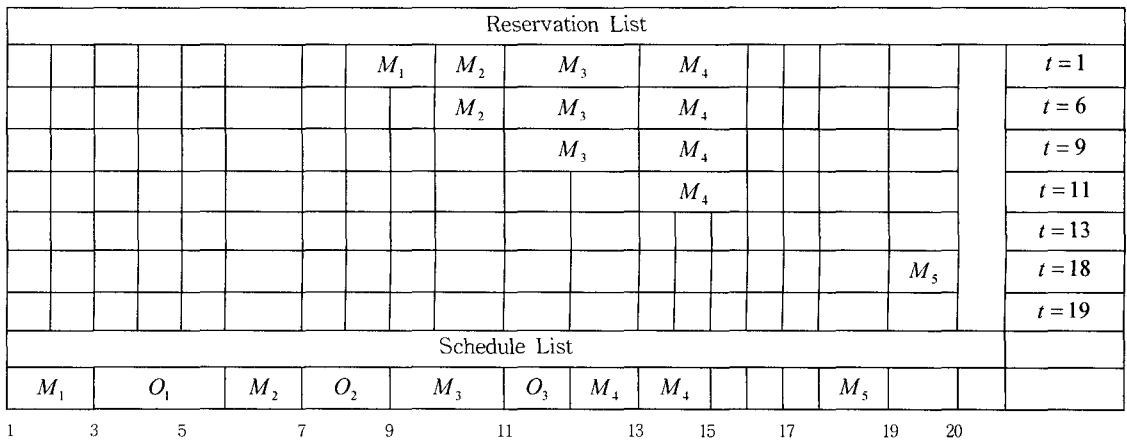 Reservation List
M₁ M₂ M₃ M₄ t = 1
M₂ M₃ M₄ t = 6
M₃ M₄ t = 9
M₄ t = 11
t = 13
M₅ t = 18
t = 19
Schedule List
M₁ O₁ M₂ O₂ M₃ O₃ M₄ M₄ M₅
1 3 5 7 9 11 13 15 17 19 20